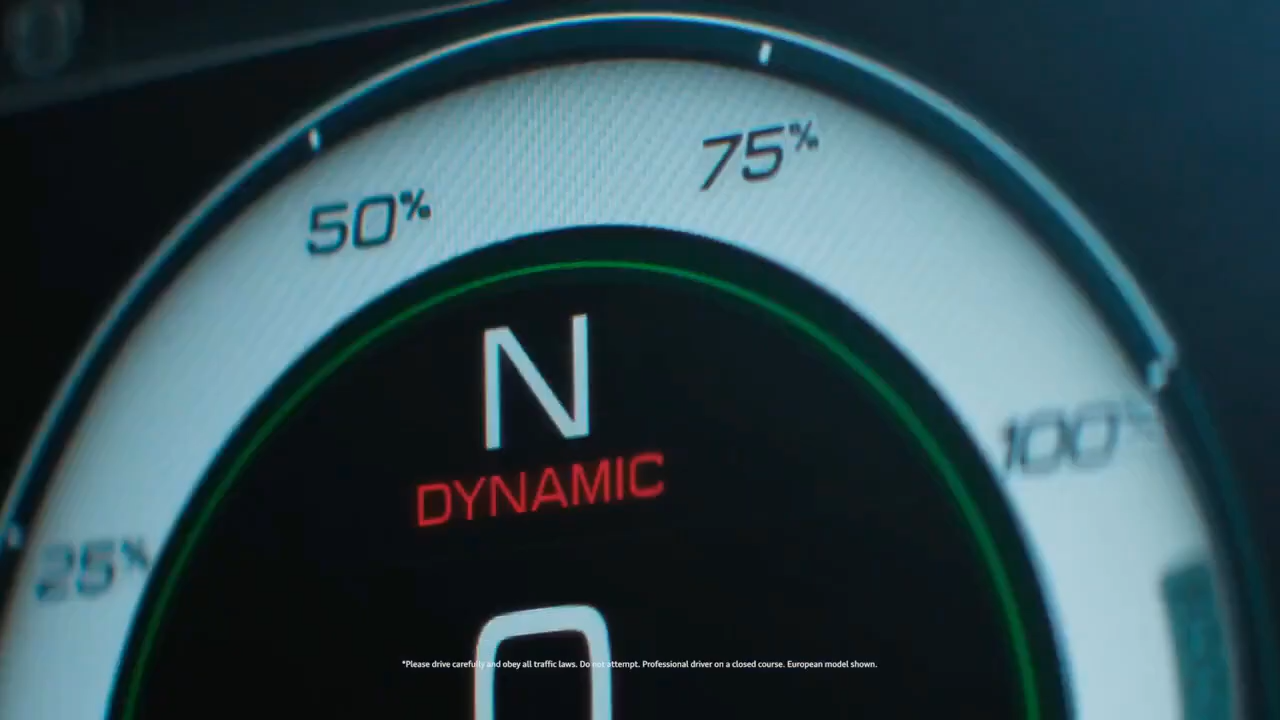 75%
50%
N
100%
DYNAMIC
25%
0
*Please drive carefully and obey all traffic laws. Do not attempt. Professional driver on a closed course. European model shown.